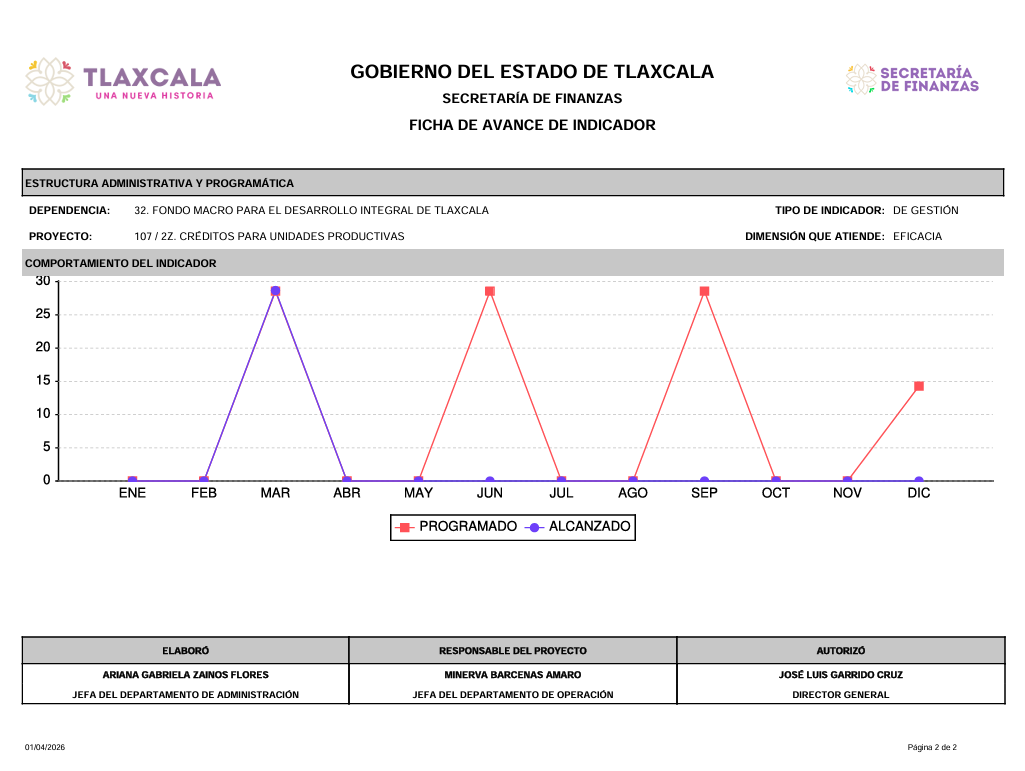 TLAXCALA
UNA NUEVA HISTORIA
GOBIERNO DEL ESTADO DE TLAXCALA
SECRETARÍA DE FINANZAS
FICHA DE AVANCE DE INDICADOR
SECRETARÍA
DE FINANZAS
ESTRUCTURA ADMINISTRATIVA Y PROGRAMÁTICA
DEPENDENCIA: 32. FONDO MACRO PARA EL DESARROLLO INTEGRAL DE TLAXCALA TIPO DE INDICADOR: DE GESTIÓN
PROYECTO: 107 / 2Z. CRÉDITOS PARA UNIDADES PRODUCTIVAS DIMENSIÓN QUE ATIENDE: EFICACIA
COMPORTAMIENTO DEL INDICADOR
30
25
20
15
10
5
0
ENE FEB MAR ABR MAY JUN JUL AGO SEP OCT NOV DIC
PROGRAMADO ALCANZADO
ELABORÓ RESPONSABLE DEL PROYECTO AUTORIZÓ
ARIANA GABRIELA ZAINOS FLORES MINERVA BARCENAS AMARO JOSÉ LUIS GARRIDO CRUZ
JEFA DEL DEPARTAMENTO DE ADMINISTRACIÓN JEFA DEL DEPARTAMENTO DE OPERACIÓN DIRECTOR GENERAL
01/04/2026 Página 2 de 2